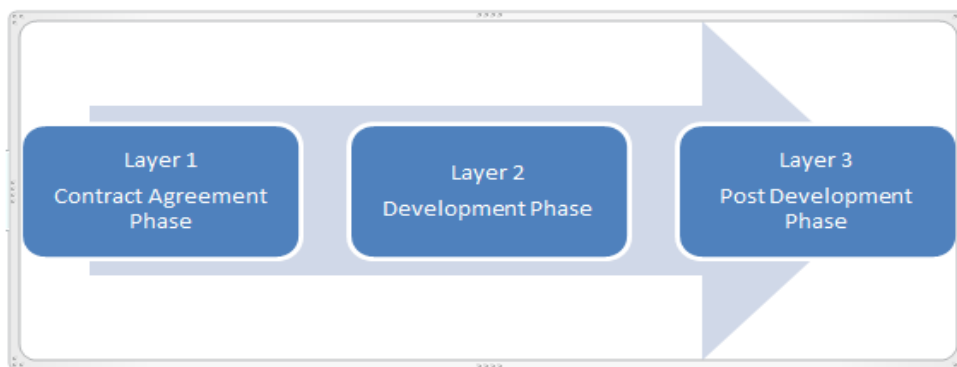 Layer 1
Contract Agreement
Phase
Layer 2
Development Phase
Layer 3
Post Development
Phase